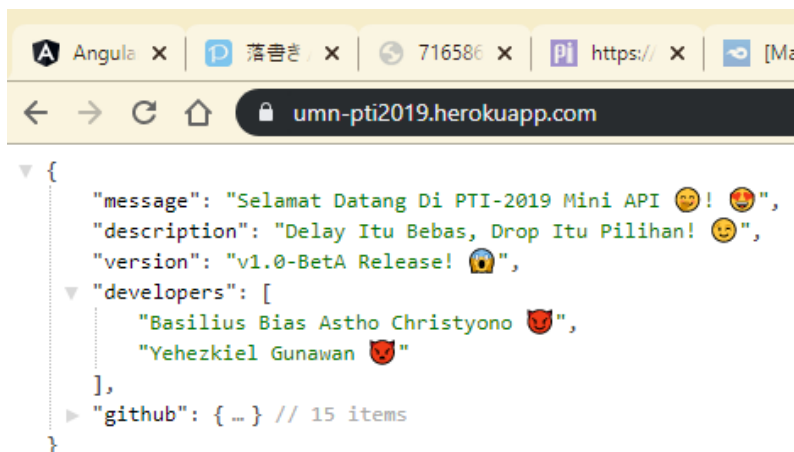 Angula
落書き
716586
https://
[Ma
umn-pti2019.herokuapp.com
{
"message": "Selamat Datang Di PTI-2019 Mini API 😊! 🤩",
"description": "Delay Itu Bebas, Drop Itu Pilihan! 😉",
"version": "v1.0-BetA Release! 😱",
"developers": [
"Basilius Bias Astho Christyono 😈",
"Yehezkiel Gunawan 👿"
],
"github": { … } // 15 items
}